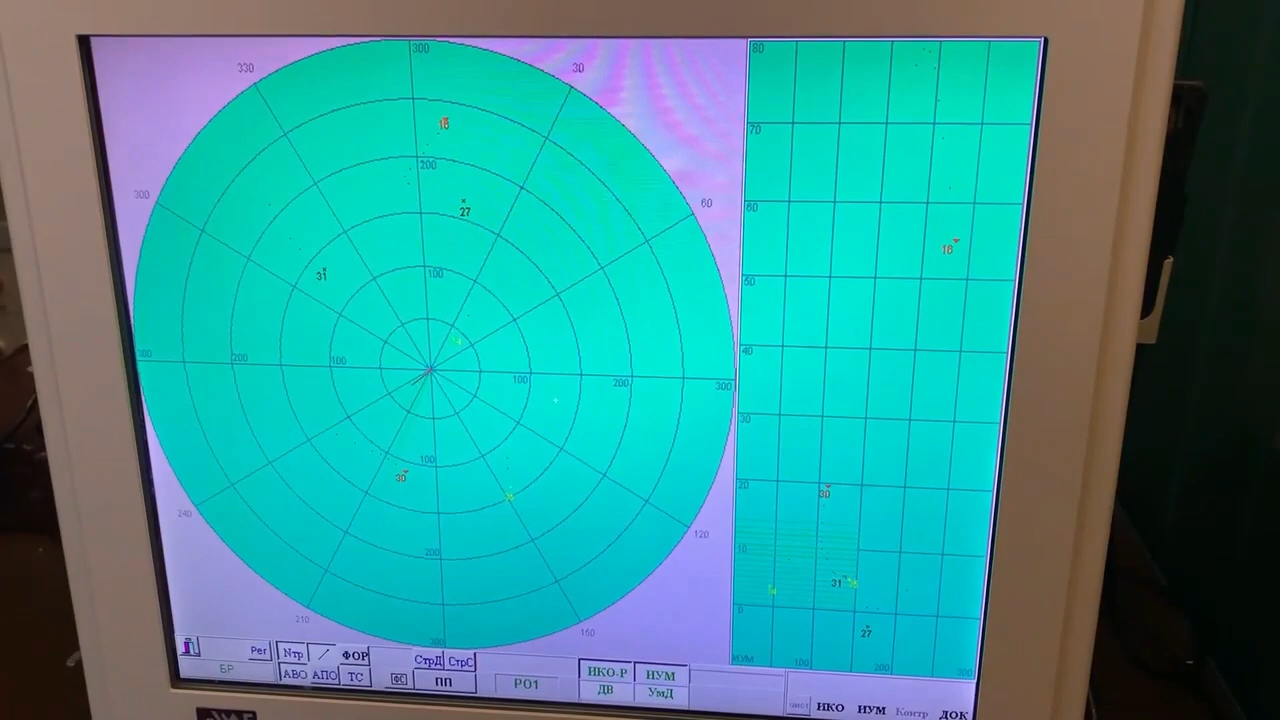 300
330
30
16
200
300
60
27
31
100
300
200
100
100
200
300
100
30
240
120
200
210
160
300
80
70
60
16
50
40
30
20
30
10
31
0
27
ИУМ
100
200
300
Рег
Nтр
ФОР
СтрД
СтрС
ИКО-Р
ИУМ
БР
АВО
АПО
ТС
ФС
ПП
РО1
ДВ
УмД
ИКО
ИУМ
Контр
ДОК